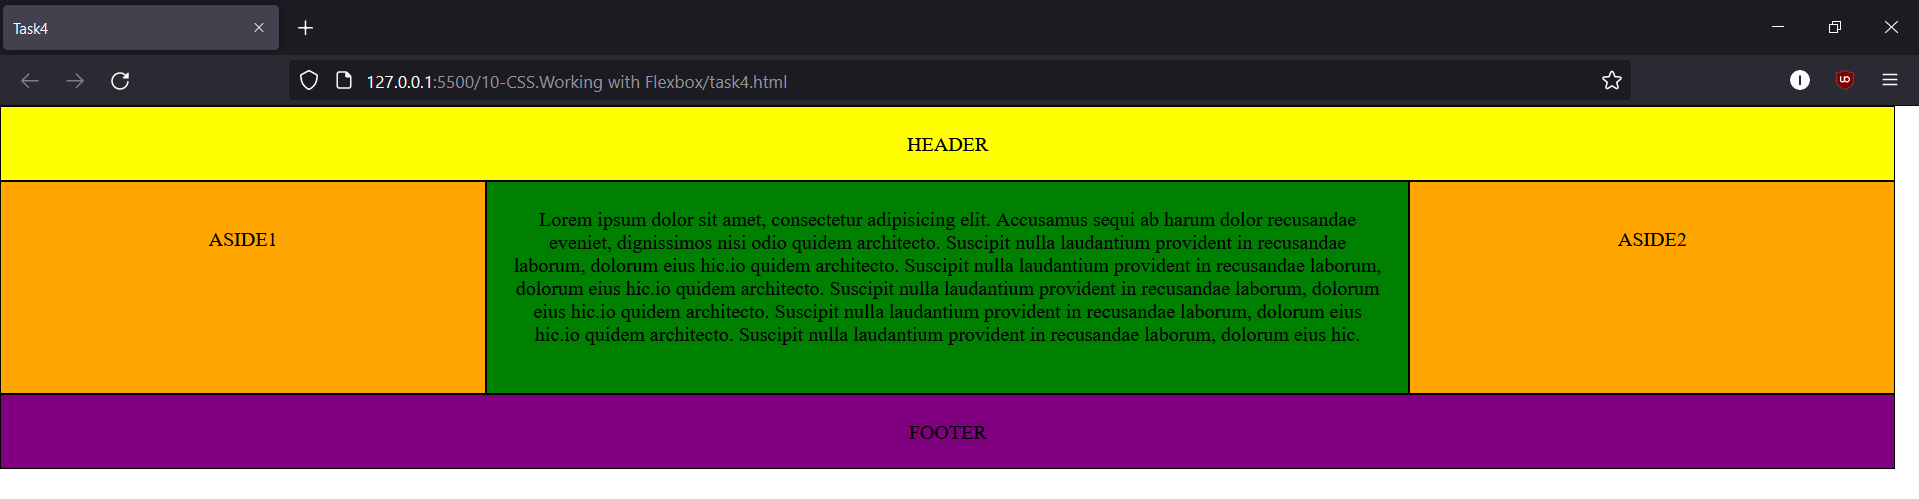 Task4
127.0.0.1:5500/10-CSS.Working with Flexbox/task4.html
HEADER
ASIDE1
Lorem ipsum dolor sit amet, consectetur adipisicing elit. Accusamus sequi ab harum dolor recusandae
eveniet, dignissimos nisi odio quidem architecto. Suscipit nulla laudantium provident in recusandae
laborum, dolorum eius hic.io quidem architecto. Suscipit nulla laudantium provident in recusandae laborum,
dolorum eius hic.io quidem architecto. Suscipit nulla laudantium provident in recusandae laborum, dolorum
eius hic.io quidem architecto. Suscipit nulla laudantium provident in recusandae laborum, dolorum eius
hic.io quidem architecto. Suscipit nulla laudantium provident in recusandae laborum, dolorum eius hic.
ASIDE2
FOOTER